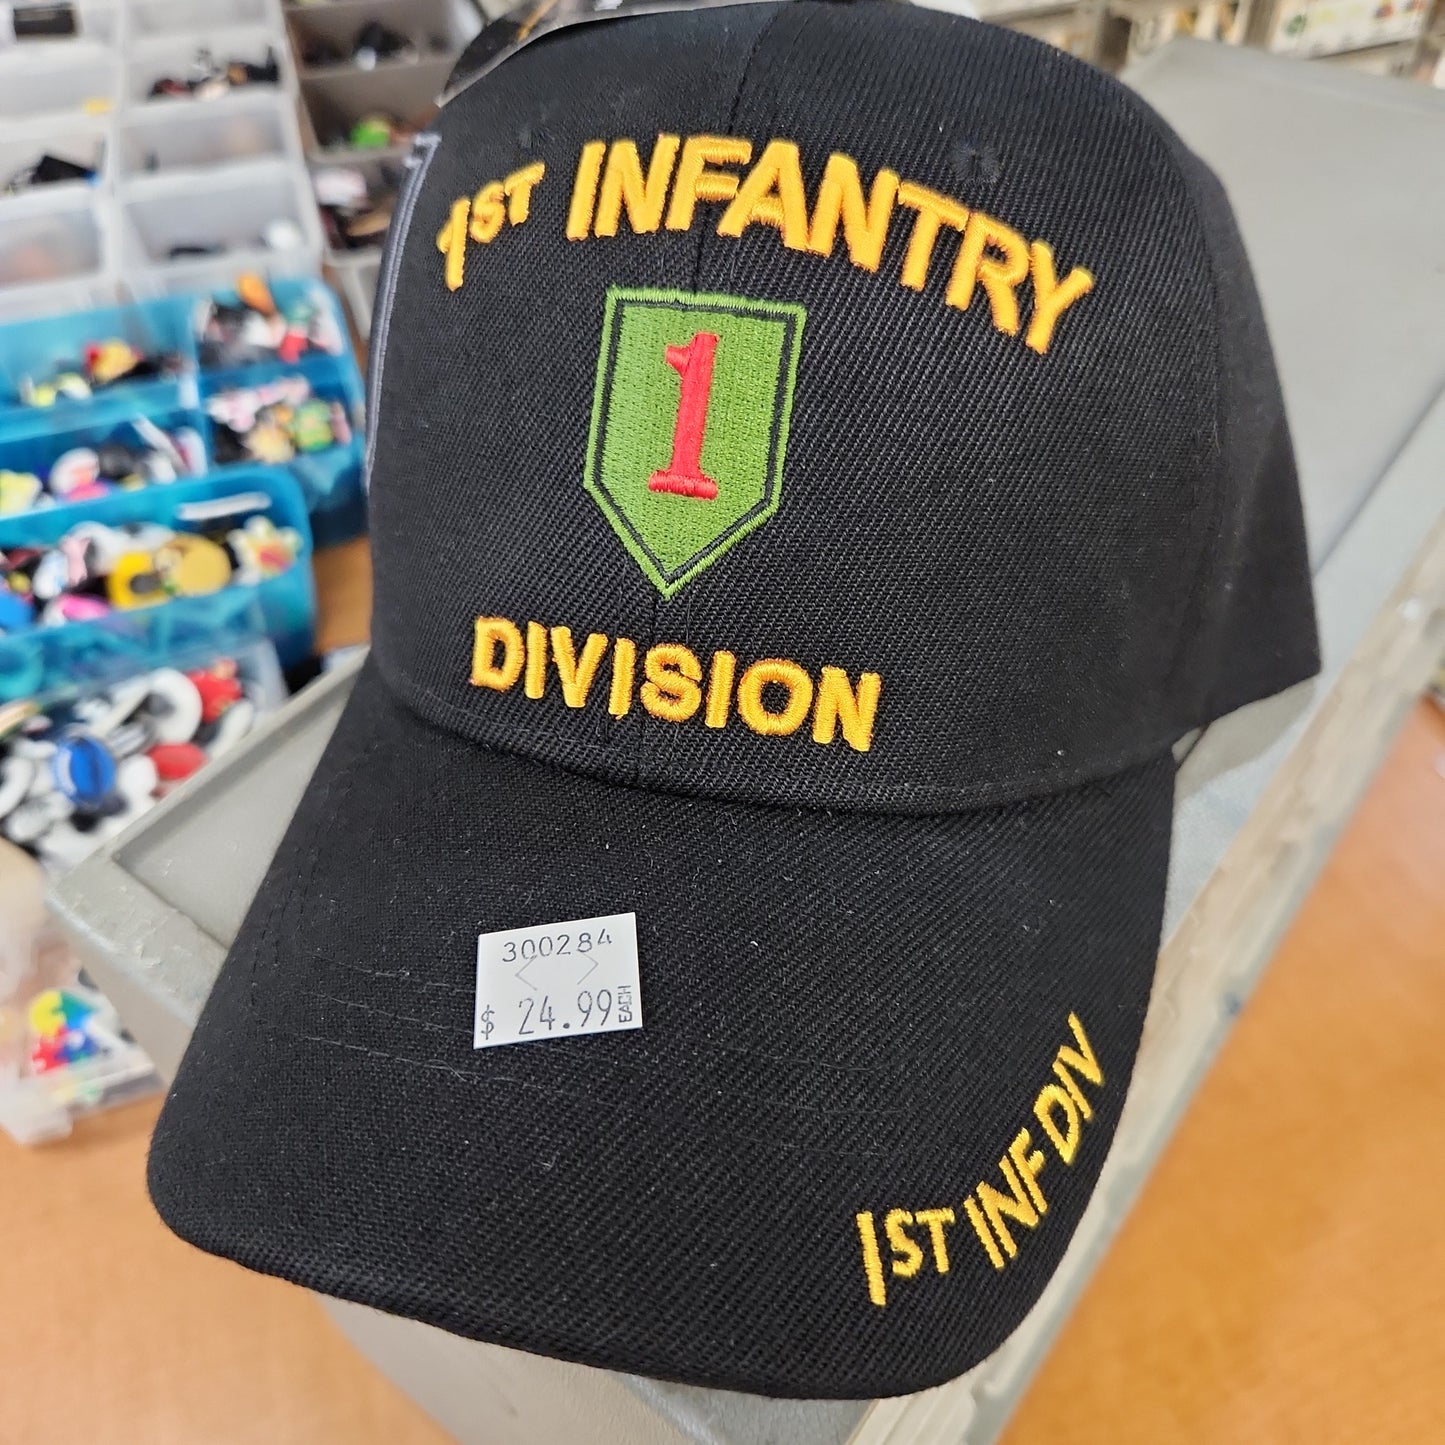 1ST INFANTRY
1
DIVISION
300284
$ 24.99 EACH
1ST INF DIV